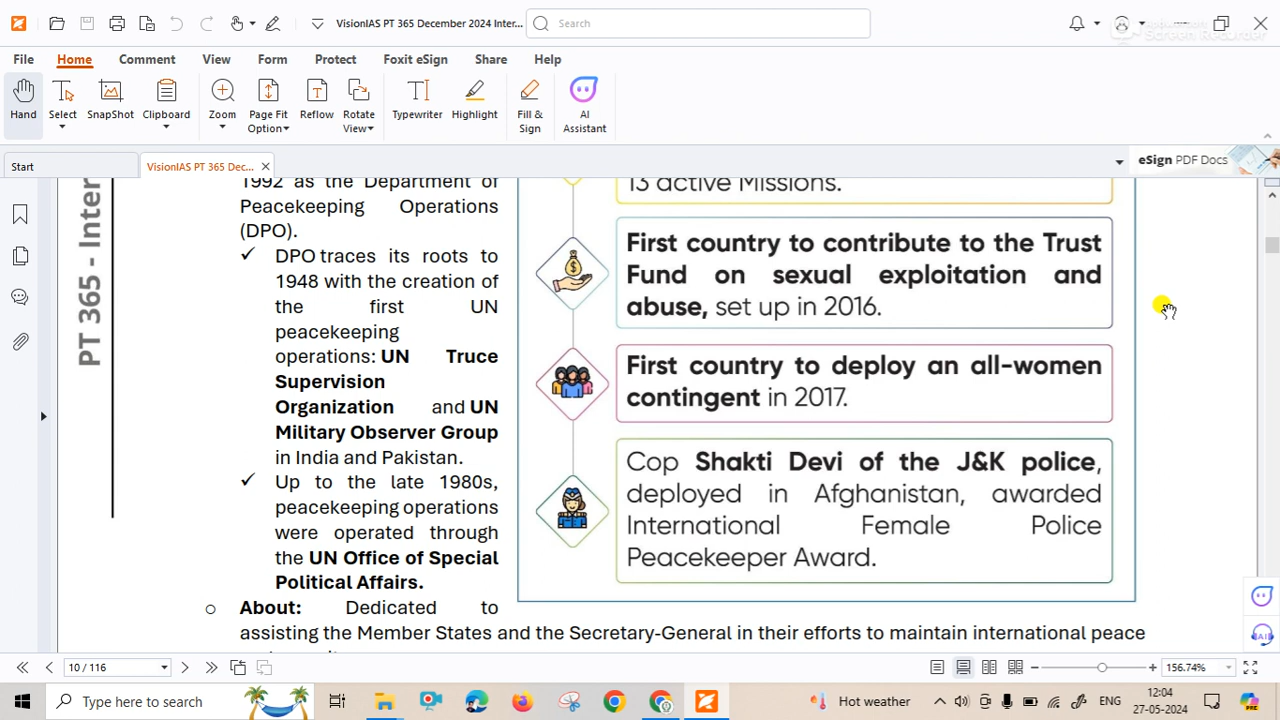 VisionIAS PT 365 December 2024 Inter...
Search
File
Home
Comment
View
Form
Protect
Foxit eSign
Share
Help
Hand
Select
SnapShot
Clipboard
Zoom
Page Fit
Option
Reflow
Rotate
View
Typewriter
Highlight
Fill &
Sign
AI
Assistant
Start
VisionIAS PT 365 Dec...
eSign PDF Docs
PT 365 - Inter
1992 as the Department of
Peacekeeping Operations
(DPO).
✓ DPO traces its roots to
1948 with the creation of
the first UN
peacekeeping
operations: UN Truce
Supervision
Organization and UN
Military Observer Group
in India and Pakistan.
✓ Up to the late 1980s,
peacekeeping operations
were operated through
the UN Office of Special
Political Affairs.
o About: Dedicated to
assisting the Member States and the Secretary-General in their efforts to maintain international peace
13 active Missions.
First country to contribute to the Trust
Fund on sexual exploitation and
abuse, set up in 2016.
First country to deploy an all-women
contingent in 2017.
Cop Shakti Devi of the J&K police,
deployed in Afghanistan, awarded
International Female Police
Peacekeeper Award.
10 / 116
156.74%
Type here to search
Hot weather
ENG
12:04
27-05-2024